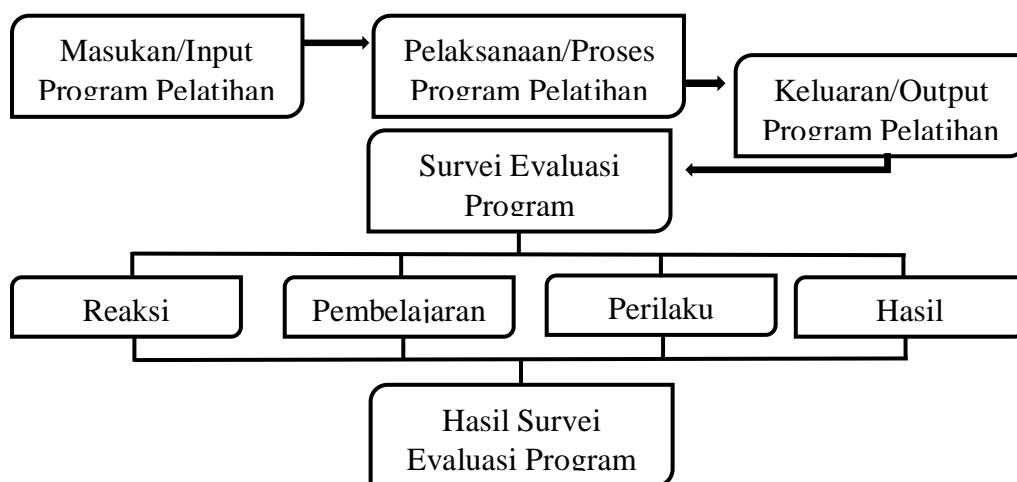 Masukan/Input
Program Pelatihan
Pelaksanaan/Proses
Program Pelatihan
Keluaran/Output
Program Pelatihan
Survei Evaluasi
Program
Reaksi
Pembelajaran
Perilaku
Hasil
Hasil Survei
Evaluasi Program